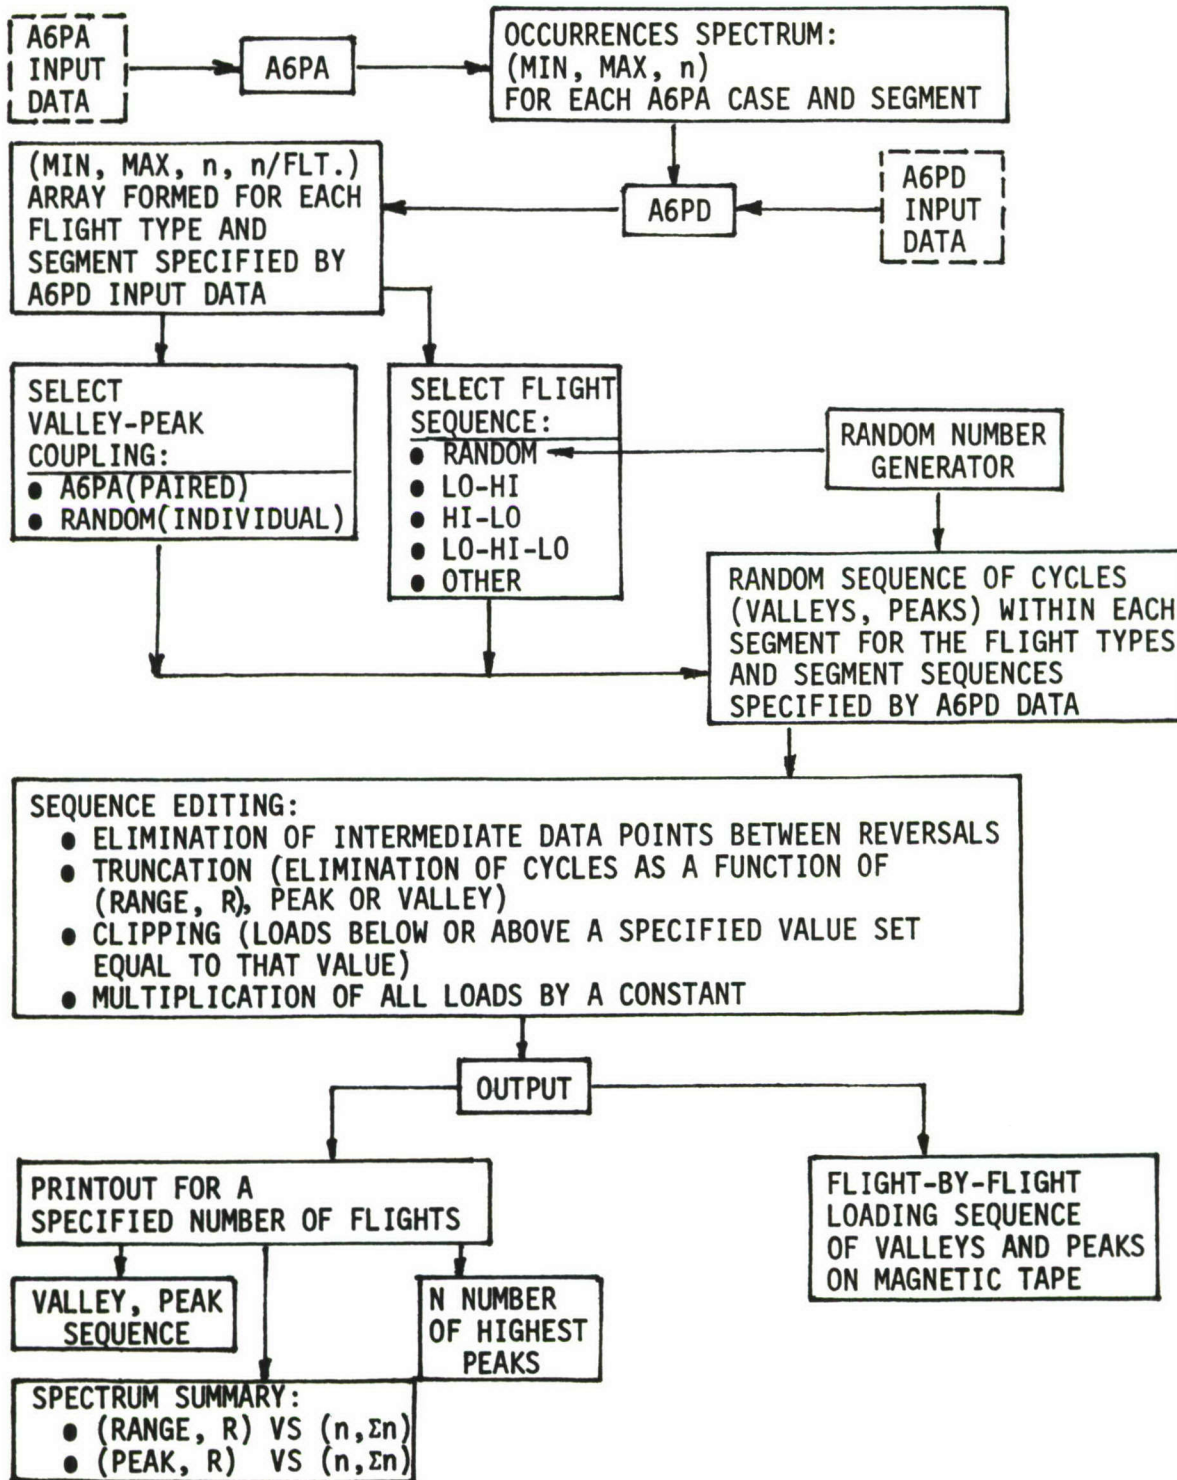 A6PA
INPUT
DATA
A6PA
OCCURRENCES SPECTRUM:
(MIN, MAX, n)
FOR EACH A6PA CASE AND SEGMENT
(MIN, MAX, n, n/FLT.)
ARRAY FORMED FOR EACH
FLIGHT TYPE AND
SEGMENT SPECIFIED BY
A6PD INPUT DATA
A6PD
A6PD
INPUT
DATA
SELECT
VALLEY-PEAK
COUPLING:
● A6PA(PAIRED)
● RANDOM(INDIVIDUAL)
SELECT FLIGHT
SEQUENCE:
● RANDOM
● LO-HI
● HI-LO
● LO-HI-LO
● OTHER
RANDOM NUMBER
GENERATOR
RANDOM SEQUENCE OF CYCLES
(VALLEYS, PEAKS) WITHIN EACH
SEGMENT FOR THE FLIGHT TYPES
AND SEGMENT SEQUENCES
SPECIFIED BY A6PD DATA
SEQUENCE EDITING:
● ELIMINATION OF INTERMEDIATE DATA POINTS BETWEEN REVERSALS
● TRUNCATION (ELIMINATION OF CYCLES AS A FUNCTION OF
(RANGE, R), PEAK OR VALLEY)
● CLIPPING (LOADS BELOW OR ABOVE A SPECIFIED VALUE SET
EQUAL TO THAT VALUE)
● MULTIPLICATION OF ALL LOADS BY A CONSTANT
OUTPUT
PRINTOUT FOR A
SPECIFIED NUMBER OF FLIGHTS
FLIGHT-BY-FLIGHT
LOADING SEQUENCE
OF VALLEYS AND PEAKS
ON MAGNETIC TAPE
VALLEY, PEAK
SEQUENCE
N NUMBER
OF HIGHEST
PEAKS
SPECTRUM SUMMARY:
● (RANGE, R) VS (n,Σn)
● (PEAK, R) VS (n,Σn)